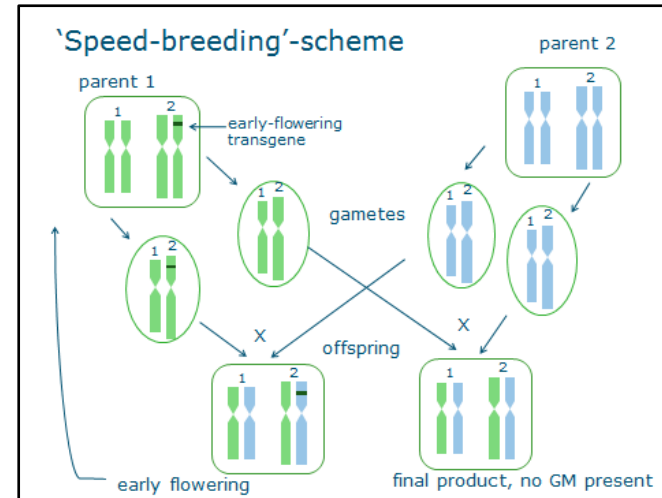 'Speed-breeding'-scheme
parent 2
parent 1
1
2
1
2
early-flowering
transgene
gametes
1
2
1
2
1
2
1
2
X
X
offspring
1
2
1
2
early flowering
final product, no GM present